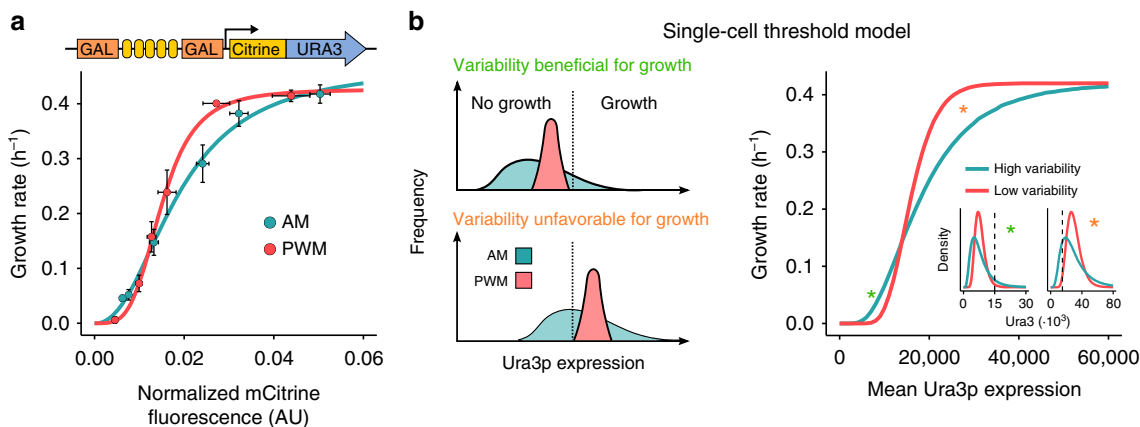 a
GAL GAL Citrine URA3
Growth rate (h⁻¹)
0.4
0.3
0.2
0.1
0.0
AM
PWM
0.00 0.02 0.04 0.06
Normalized mCitrine
fluorescence (AU)
b
Single-cell threshold model
Variability beneficial for growth
No growth Growth
Frequency
Variability unfavorable for growth
AM
PWM
Ura3p expression
Growth rate (h⁻¹)
0.4
0.3
0.2
0.1
0.0
High variability
Low variability
Density
* *
* *
0 15 30 0 40 80
Ura3 (·10³)
0 20,000 40,000 60,000
Mean Ura3p expression